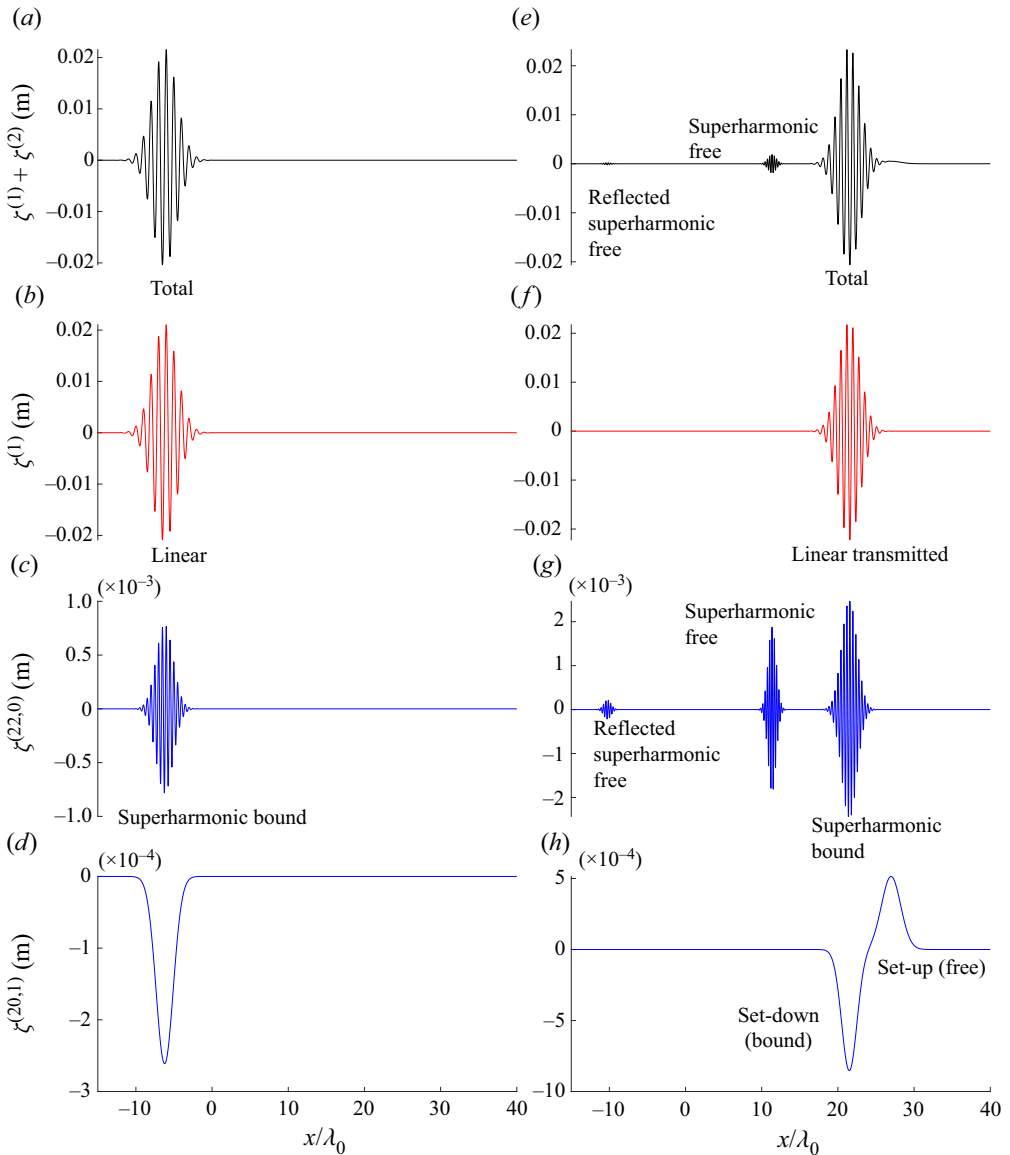 (a)
0.02
0.01
0
–0.01
–0.02
ζ(1) + ζ(2) (m)
Total
(b)
0.02
0.01
0
–0.01
–0.02
ζ(1) (m)
Linear
(c)
(×10–3)
1.0
0.5
0
–0.5
–1.0
ζ(22,0) (m)
Superharmonic bound
(d)
(×10–4)
0
–1
–2
–3
ζ(20,1) (m)
–10
0
10
20
30
40
x/λ0
(e)
0.02
0.01
0
–0.01
–0.02
Superharmonic
free
Reflected
superharmonic
free
Total
(f)
0.02
0.01
0
–0.01
–0.02
Linear transmitted
(g)
(×10–3)
2
1
0
–1
–2
Superharmonic
free
Reflected
superharmonic
free
Superharmonic
bound
(h)
(×10–4)
5
0
–5
–10
Set-up (free)
Set-down
(bound)
–10
0
10
20
30
40
x/λ0